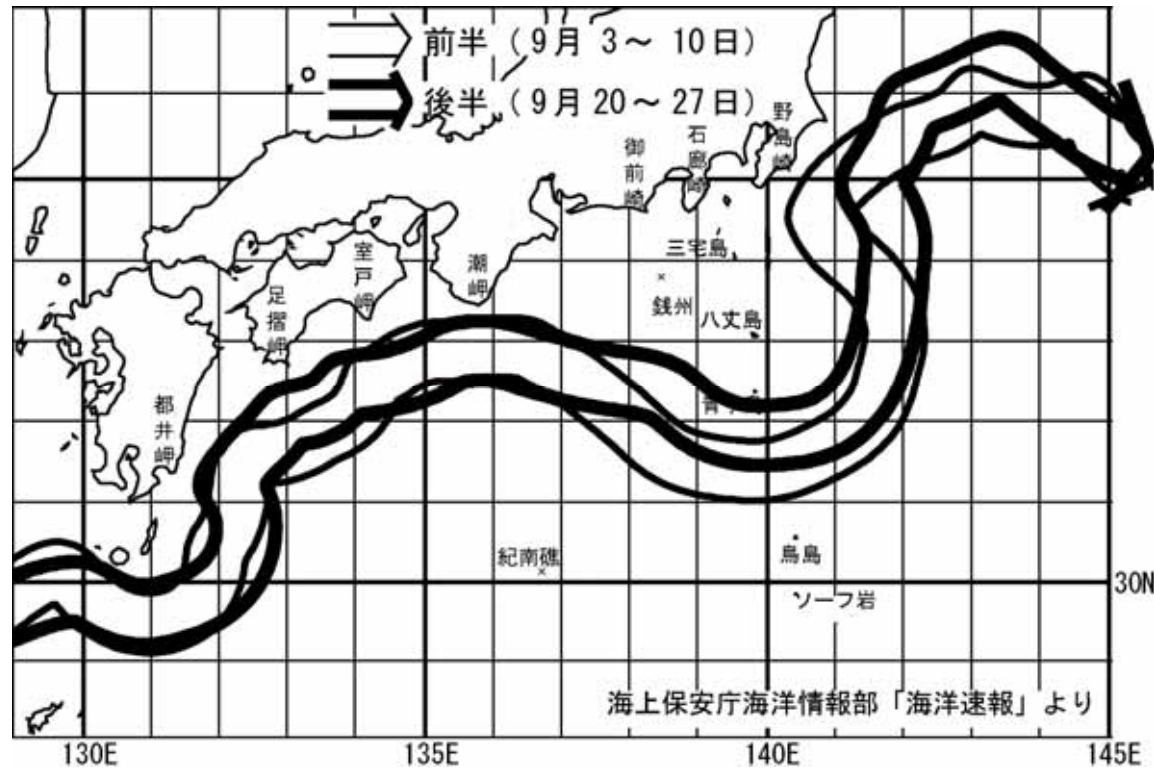 前半（9月 3～ 10日）
後半（9月 20～27日）
野島崎
石廊崎
御前崎
三宅島
室戸岬
潮岬
足摺岬
銭州
八丈島
都井岬
紀南礁
鳥島
30N
ソーフ岩
海上保安庁海洋情報部「海洋速報」より
130E
135E
140E
145E